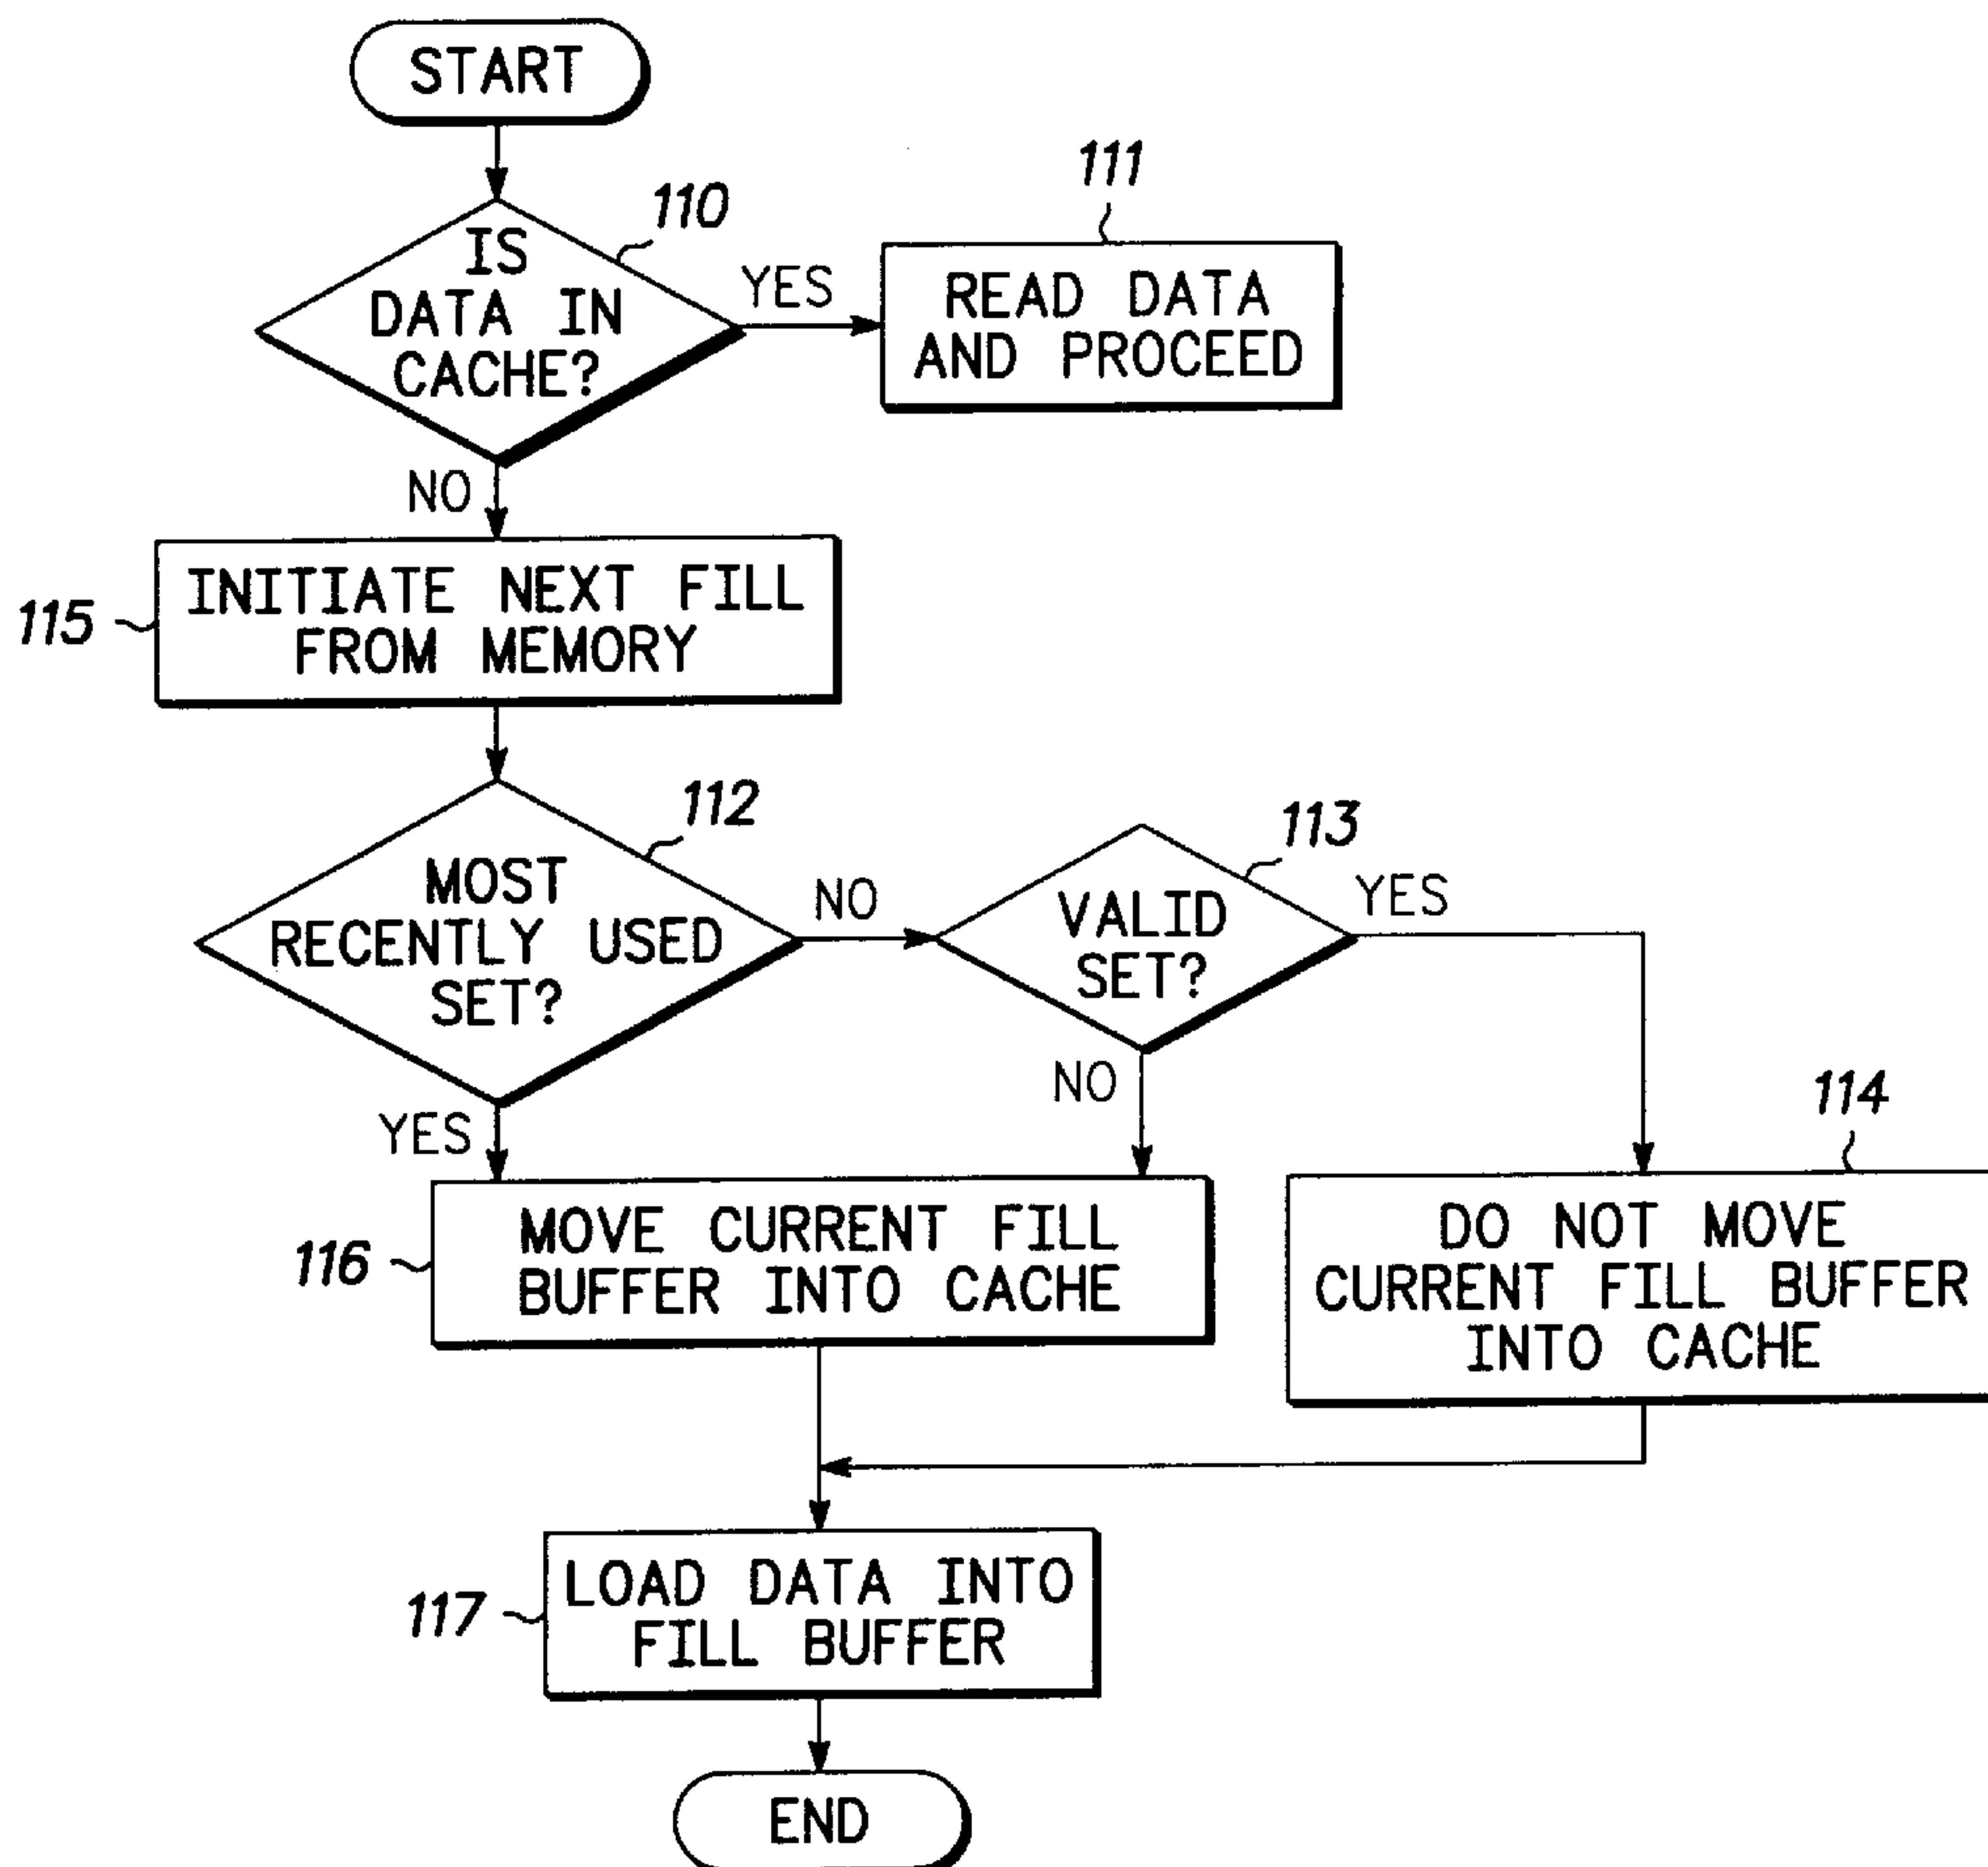 START
110
IS
DATA IN
CACHE?
YES
111
READ DATA
AND PROCEED
NO
115
INITIATE NEXT FILL
FROM MEMORY
112
MOST
RECENTLY USED
SET?
NO
113
VALID
SET?
YES
YES
NO
114
116
MOVE CURRENT FILL
BUFFER INTO CACHE
DO NOT MOVE
CURRENT FILL BUFFER
INTO CACHE
117
LOAD DATA INTO
FILL BUFFER
END